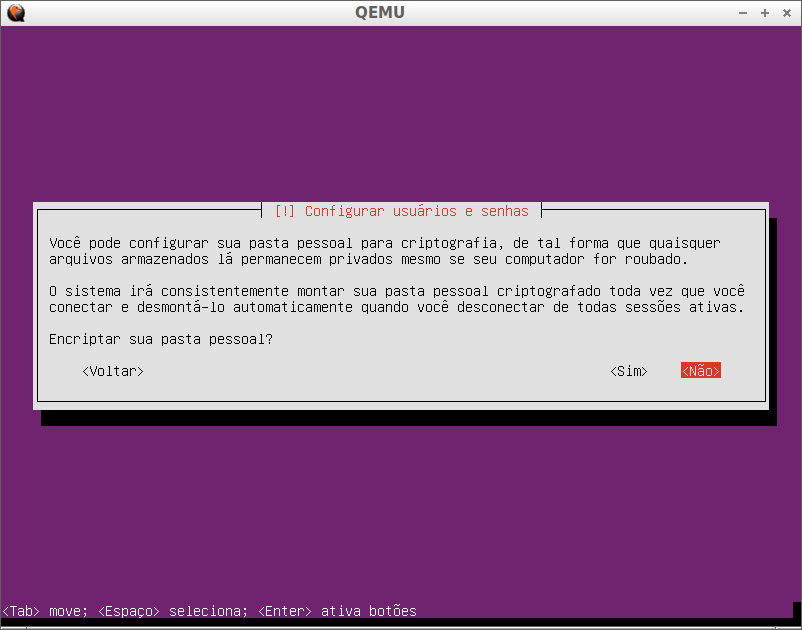 QEMU
[!] Configurar usuários e senhas
Você pode configurar sua pasta pessoal para criptografia, de tal forma que quaisquer
arquivos armazenados lá permanecem privados mesmo se seu computador for roubado.
O sistema irá consistentemente montar sua pasta pessoal criptografado toda vez que você
conectar e desmontá-lo automaticamente quando você desconectar de todas sessões ativas.
Encriptar sua pasta pessoal?
<Voltar> <Sim> <Não>
<Tab> move; <Espaço> seleciona; <Enter> ativa botões